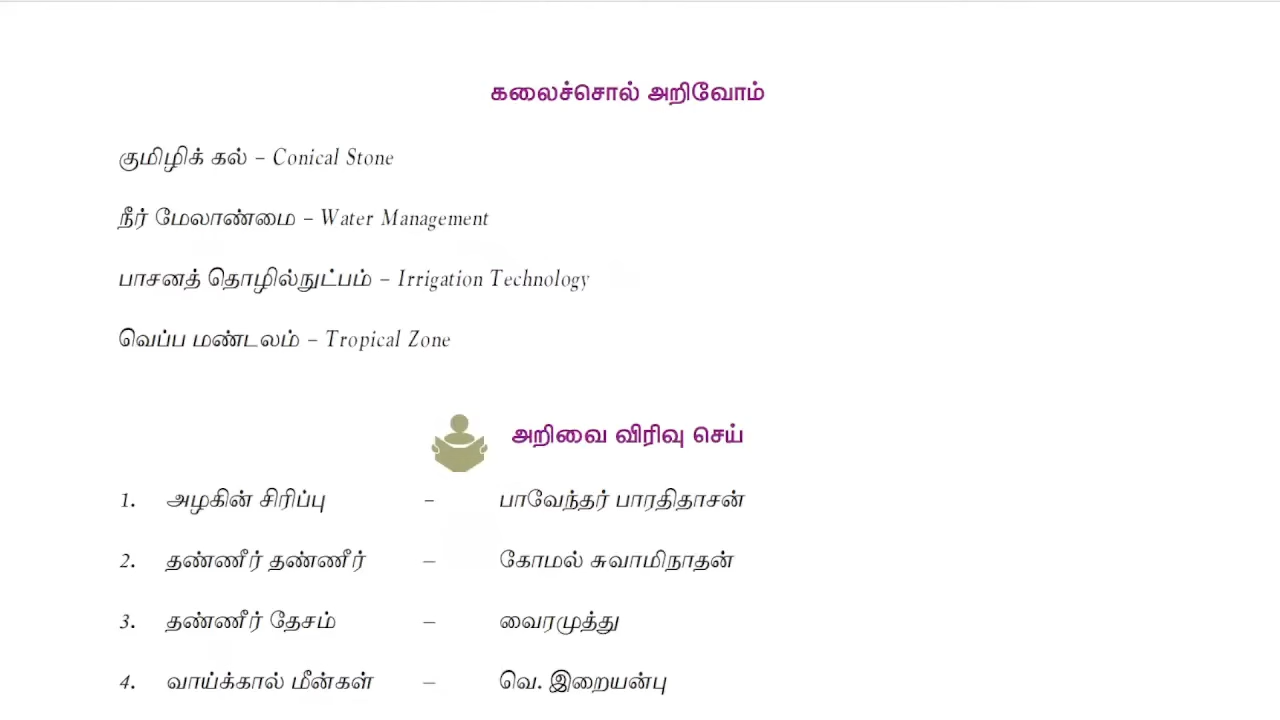 கலைச்சொல் அறிவோம்
குமிழிக் கல் – Conical Stone
நீர் மேலாண்மை – Water Management
பாசனத் தொழில்நுட்பம் – Irrigation Technology
வெப்ப மண்டலம் – Tropical Zone
அறிவை விரிவு செய்
1. அழகின் சிரிப்பு – பாவேந்தர் பாரதிதாசன்
2. தண்ணீர் தண்ணீர் – கோமல் சுவாமிநாதன்
3. தண்ணீர் தேசம் – வைரமுத்து
4. வாய்க்கால் மீன்கள் – வெ. இறையன்பு